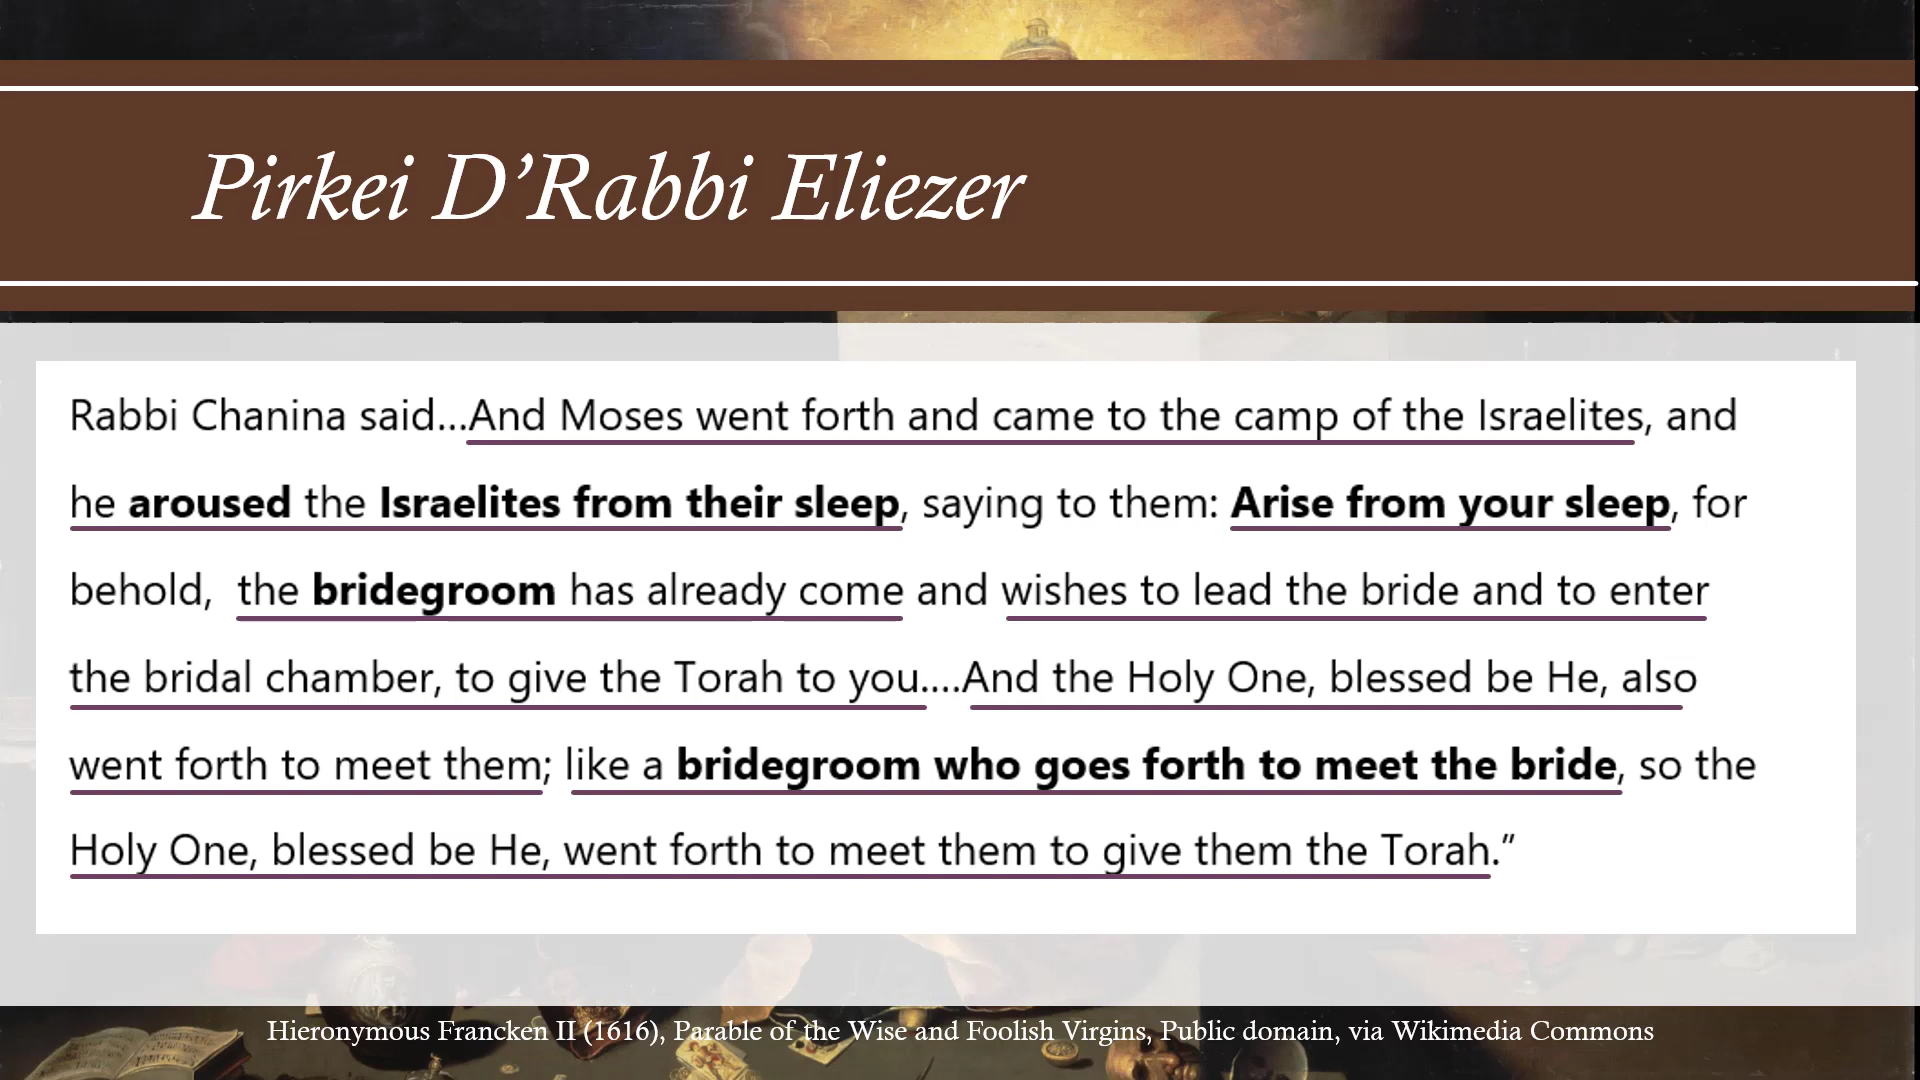 Pirkei D’Rabbi Eliezer
Rabbi Chanina said...And Moses went forth and came to the camp of the Israelites, and
he aroused the Israelites from their sleep, saying to them: Arise from your sleep, for
behold, the bridegroom has already come and wishes to lead the bride and to enter
the bridal chamber, to give the Torah to you....And the Holy One, blessed be He, also
went forth to meet them; like a bridegroom who goes forth to meet the bride, so the
Holy One, blessed be He, went forth to meet them to give them the Torah.”
Hieronymous Francken II (1616), Parable of the Wise and Foolish Virgins, Public domain, via Wikimedia Commons